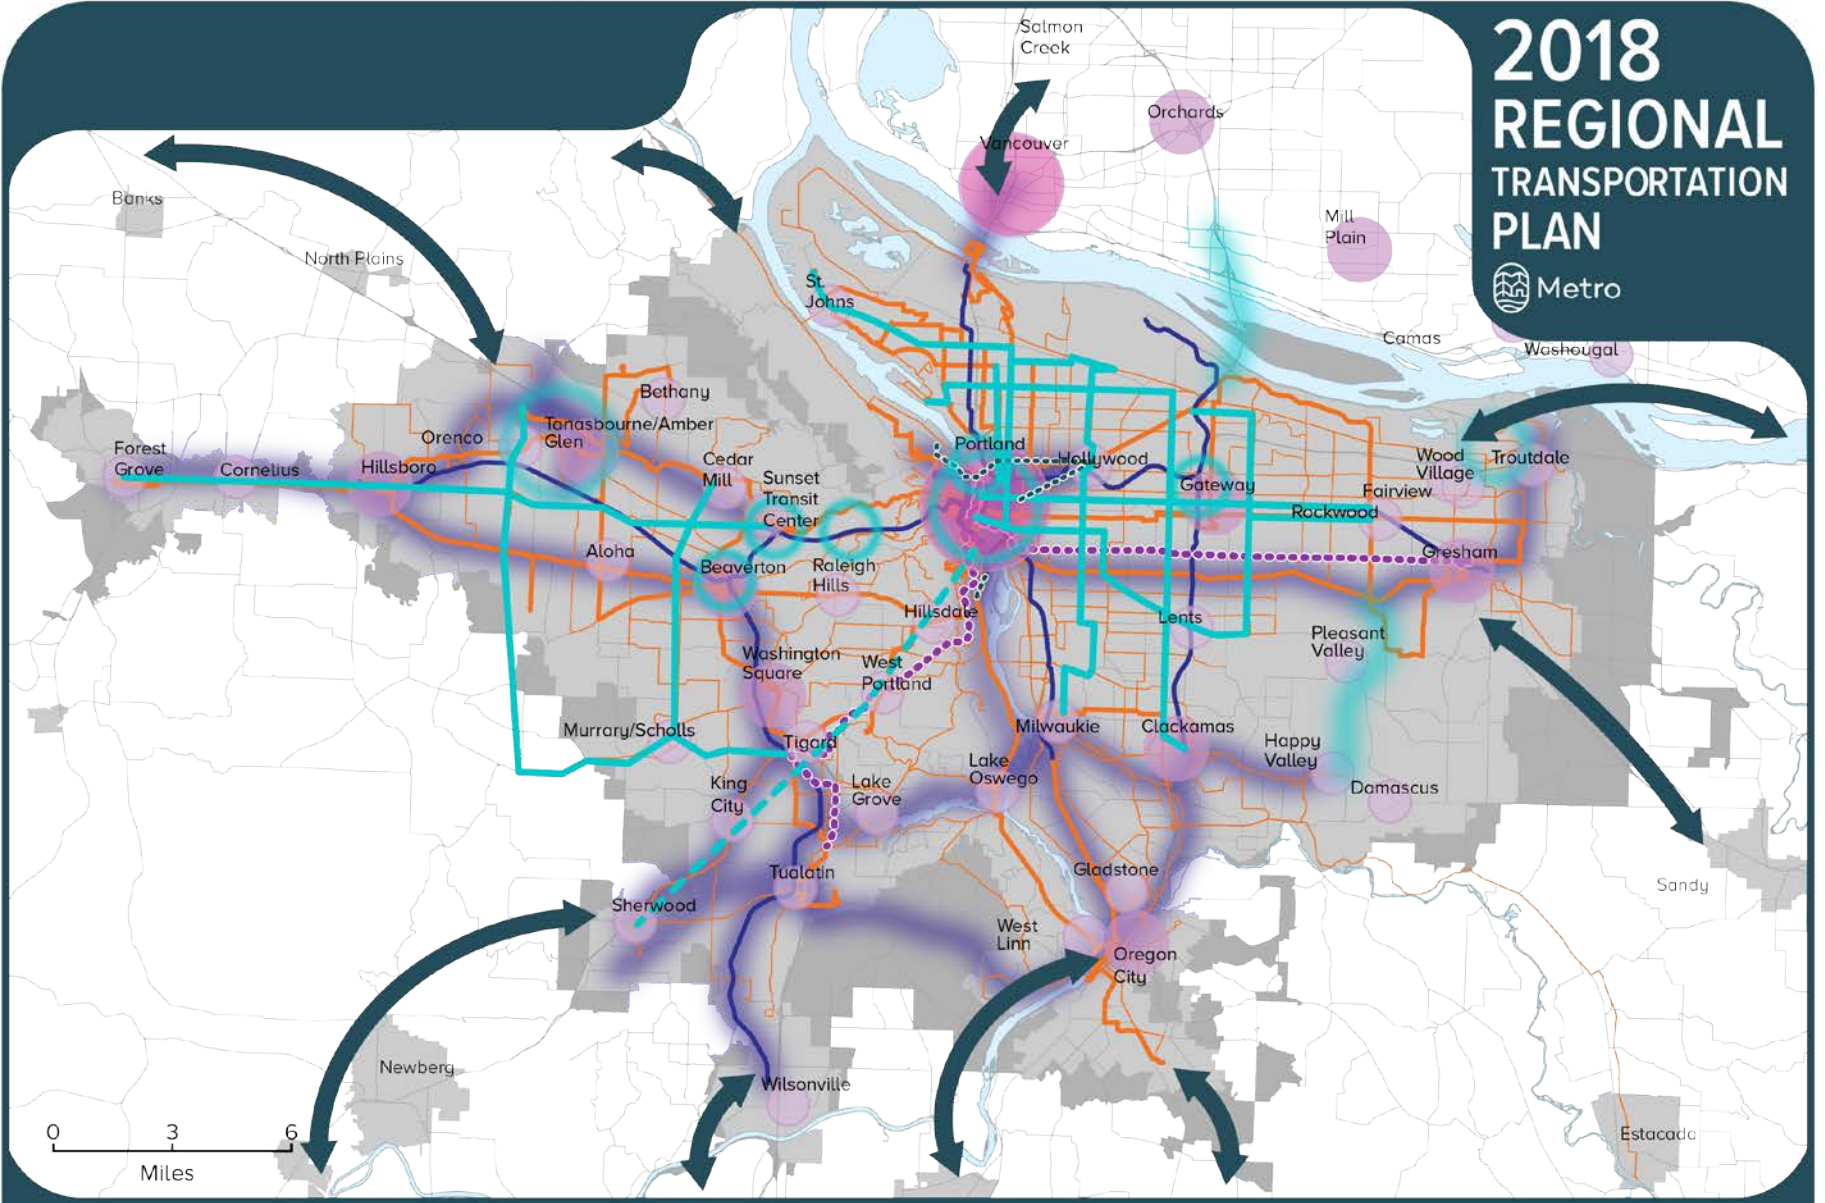 2018
REGIONAL
TRANSPORTATION
PLAN
Metro
Salmon
Creek
Orchards
Vancouver
Mill
Plain
Banks
North Plains
St.
Johns
Camas
Washougal
Bethany
Tanasbourne/Amber
Glen
Orenco
Forest
Grove
Cornelius
Hillsboro
Cedar
Mill
Sunset
Transit
Center
Portland
Hollywood
Gateway
Wood
Village
Troutdale
Fairview
Rockwood
Gresham
Aloha
Beaverton
Raleigh
Hills
Hillsdale
Lents
Pleasant
Valley
Washington
Square
West
Portland
Murrary/Scholls
Tigard
Milwaukie
Clackamas
Happy
Valley
King
City
Lake
Grove
Lake
Oswego
Damascus
Tualatin
Gladstone
Sherwood
West
Linn
Oregon
City
Sandy
Newberg
Wilsonville
Estacada
0 3 6
Miles